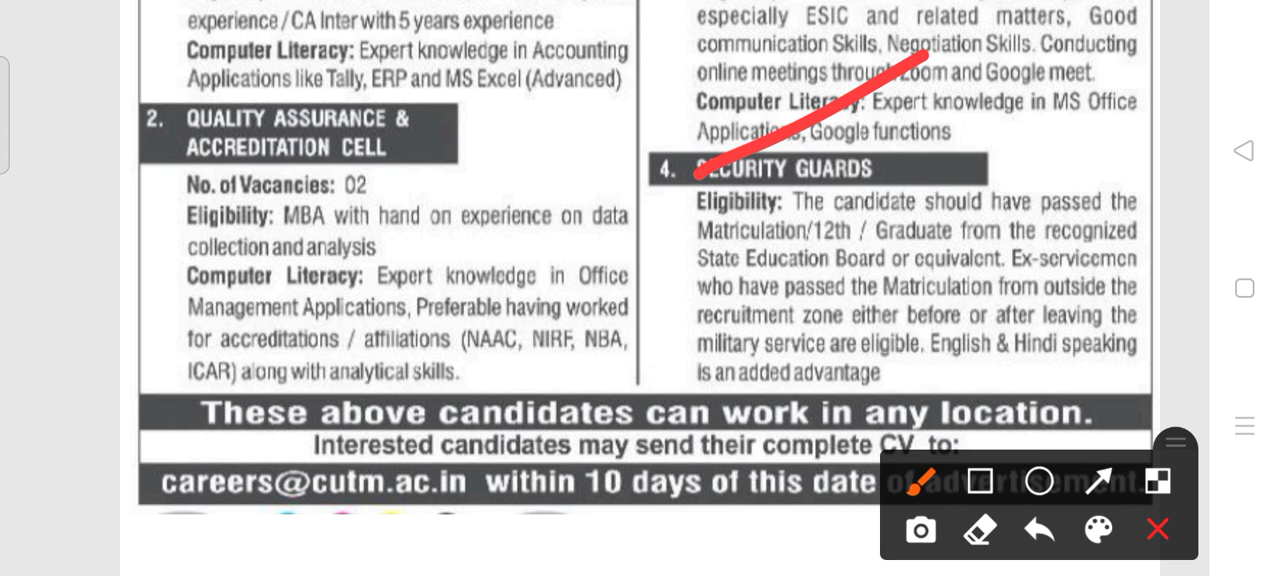 experience / CA Inter with 5 years experience
Computer Literacy: Expert knowledge in Accounting
Applications like Tally, ERP and MS Excel (Advanced)
2. QUALITY ASSURANCE &
ACCREDITATION CELL
No. of Vacancies: 02
Eligibility: MBA with hand on experience on data
collection and analysis
Computer Literacy: Expert knowledge in Office
Management Applications, Preferable having worked
for accreditations / affiliations (NAAC, NIRF, NBA,
ICAR) along with analytical skills.
especially ESIC and related matters, Good
communication Skills, Negotiation Skills. Conducting
online meetings through Zoom and Google meet.
Computer Literacy: Expert knowledge in MS Office
Applications, Google functions
4. SECURITY GUARDS
Eligibility: The candidate should have passed the
Matriculation/12th / Graduate from the recognized
State Education Board or equivalent. Ex-servicemen
who have passed the Matriculation from outside the
recruitment zone either before or after leaving the
military service are eligible. English & Hindi speaking
is an added advantage
These above candidates can work in any location.
Interested candidates may send their complete CV to:
careers@cutm.ac.in within 10 days of this date of advertisement.